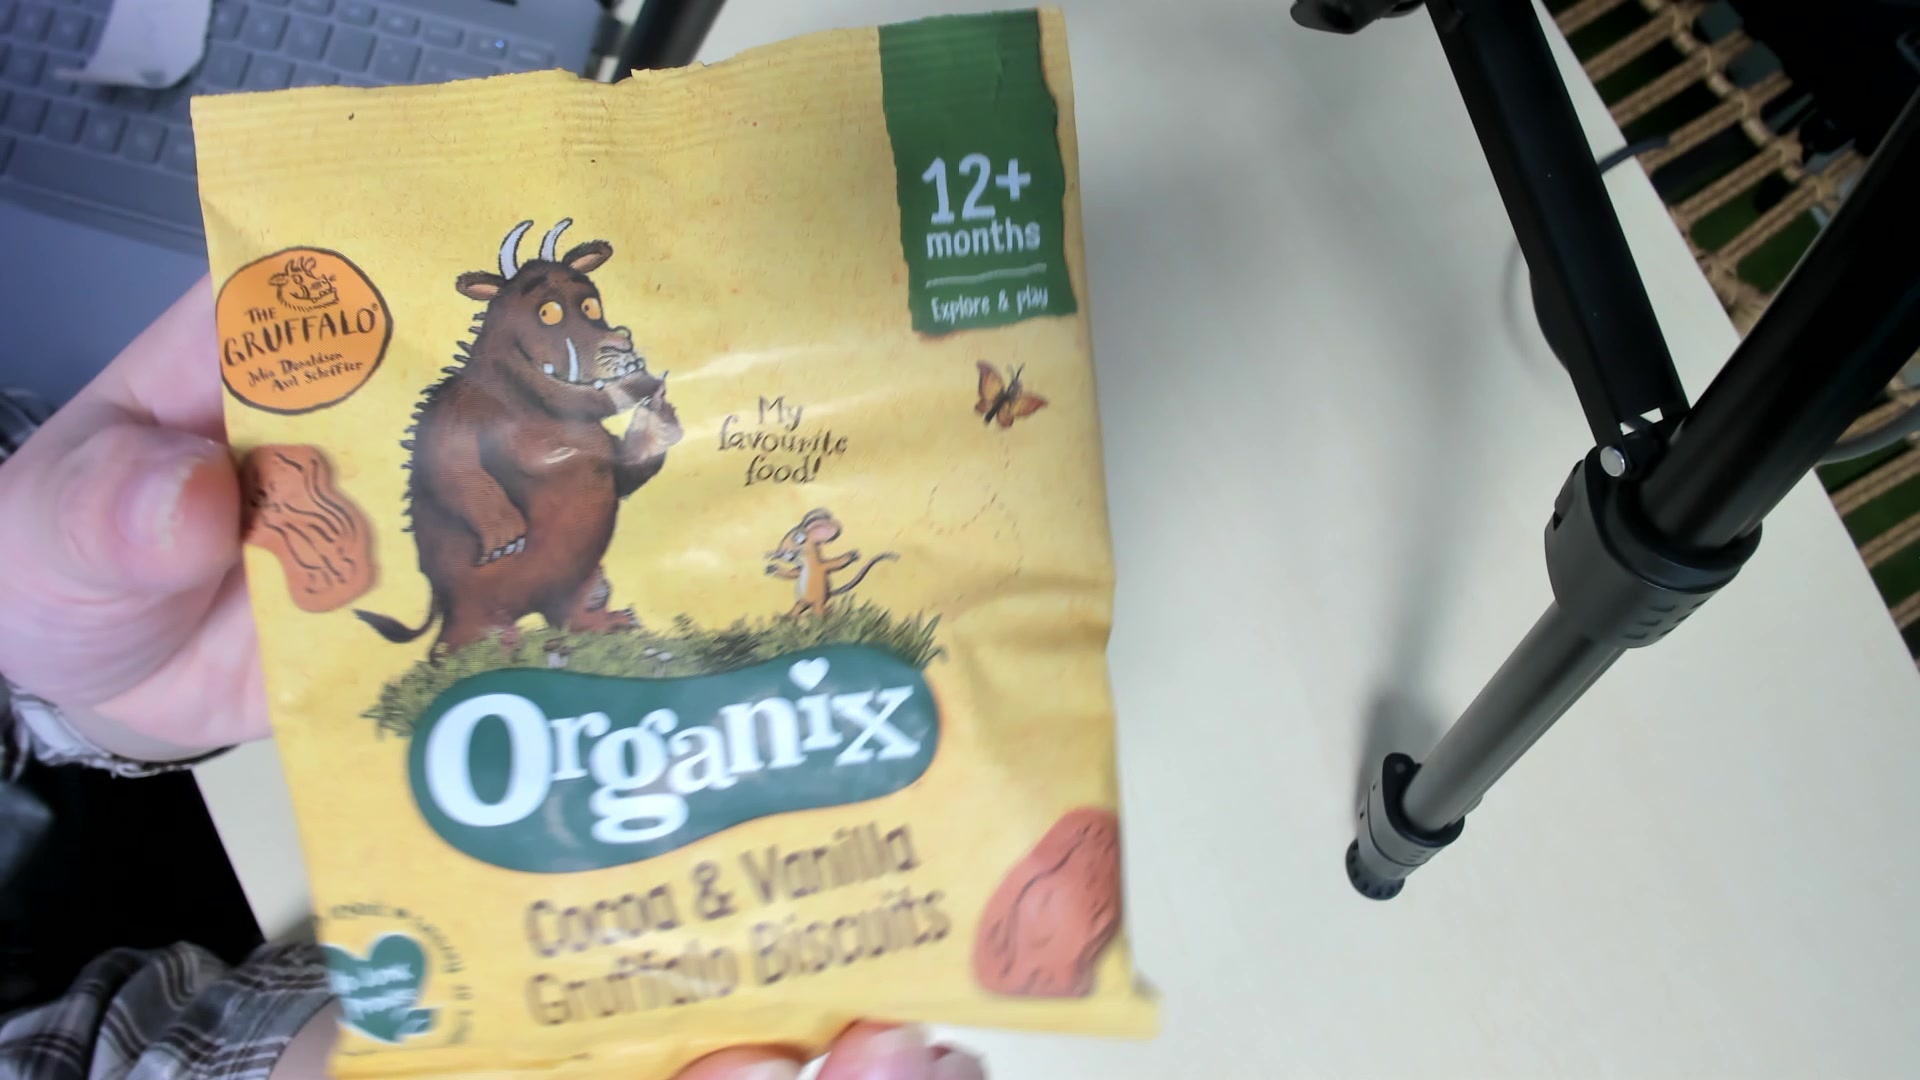 12+
months
Explore & play
THE
GRUFFALO®
Julia Donaldson
Axel Scheffler
My
favourite
food!
Organix
Cocoa & Vanilla
Gruffalo Biscuits